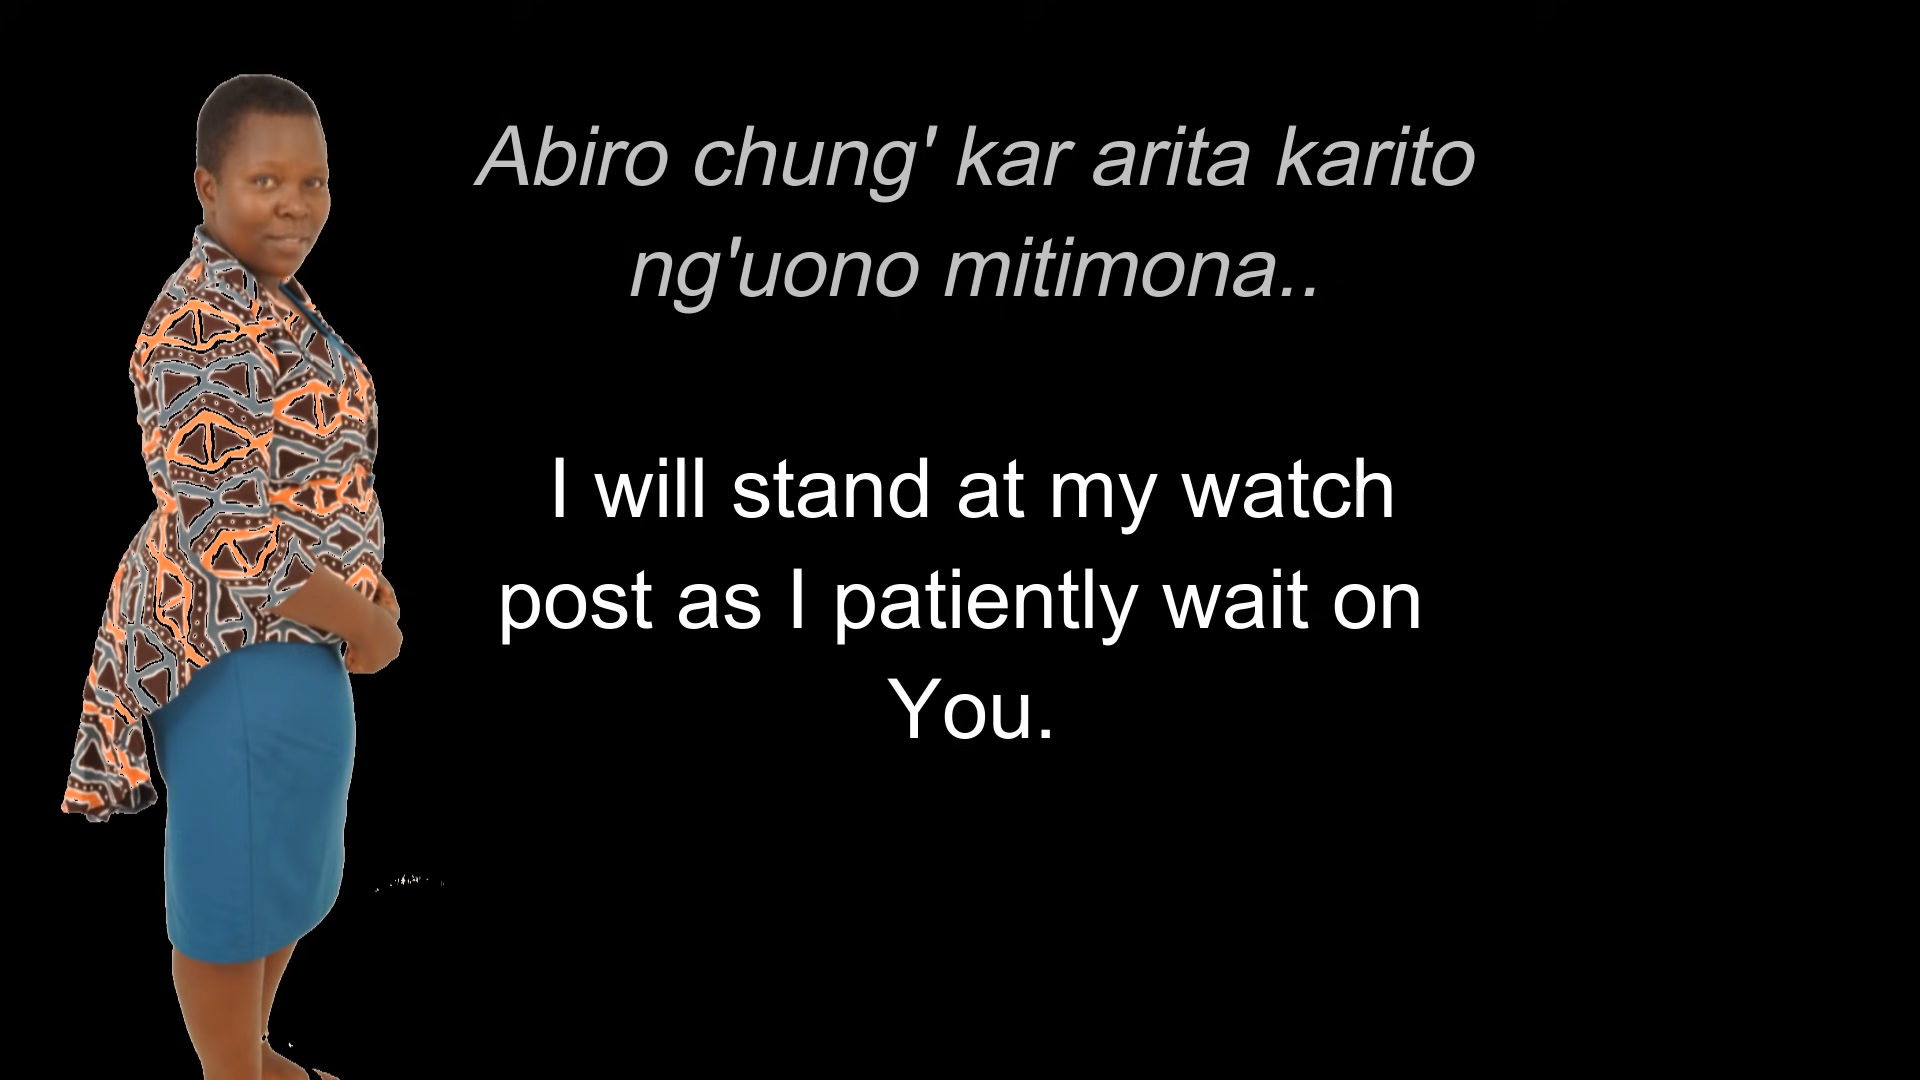 Abiro chung' kar arita karito
ng'uono mitimona..
I will stand at my watch
post as I patiently wait on
You.